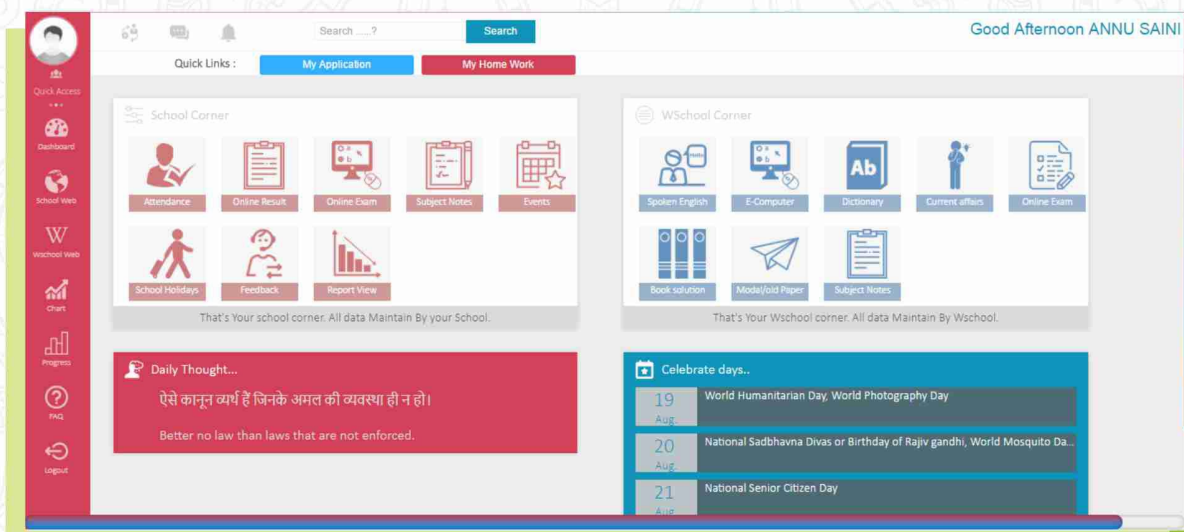 Search .....?
Search
Good Afternoon ANNU SAINI
Quick Links :
My Application
My Home Work
Quick Access
Dashboard
School Web
Wschool Web
Chart
Progress
FAQ
Logout
School Corner
Attendance
Online Result
Online Exam
Subject Notes
Events
School Holidays
Feedback
Report View
That's Your school corner. All data Maintain By your School.
WSchool Corner
Hello
Ab
Spoken English
E-Computer
Dictionary
Current affairs
Online Exam
Book solution
Modal/old Paper
Subject Notes
That's Your Wschool corner. All data Maintain By Wschool.
Daily Thought...
ऐसे कानून व्यर्थ हैं जिनके अमल की व्यवस्था ही न हो।
Better no law than laws that are not enforced.
Celebrate days..
19 Aug.
World Humanitarian Day, World Photography Day
20 Aug.
National Sadbhavna Divas or Birthday of Rajiv gandhi, World Mosquito Da...
21 Aug
National Senior Citizen Day